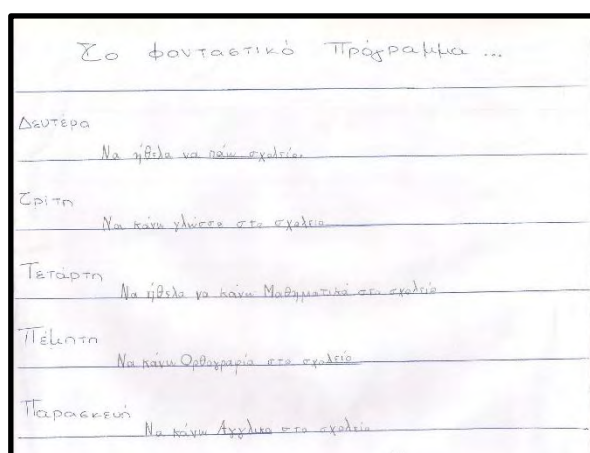 Το φανταστικό Πρόγραμμα ...
Δευτέρα
Να ήθελα να πάω σχολείο.
Τρίτη
Να κάνω γλώσσα στο σχολείο
Τετάρτη
Να ήθελα να κάνω Μαθηματικά στο σχολείο
Πέμπτη
Να κάνω Ορθογραφία στο σχολείο
Παρασκευή
Να κάνω Αγγλικα στο σχολείο